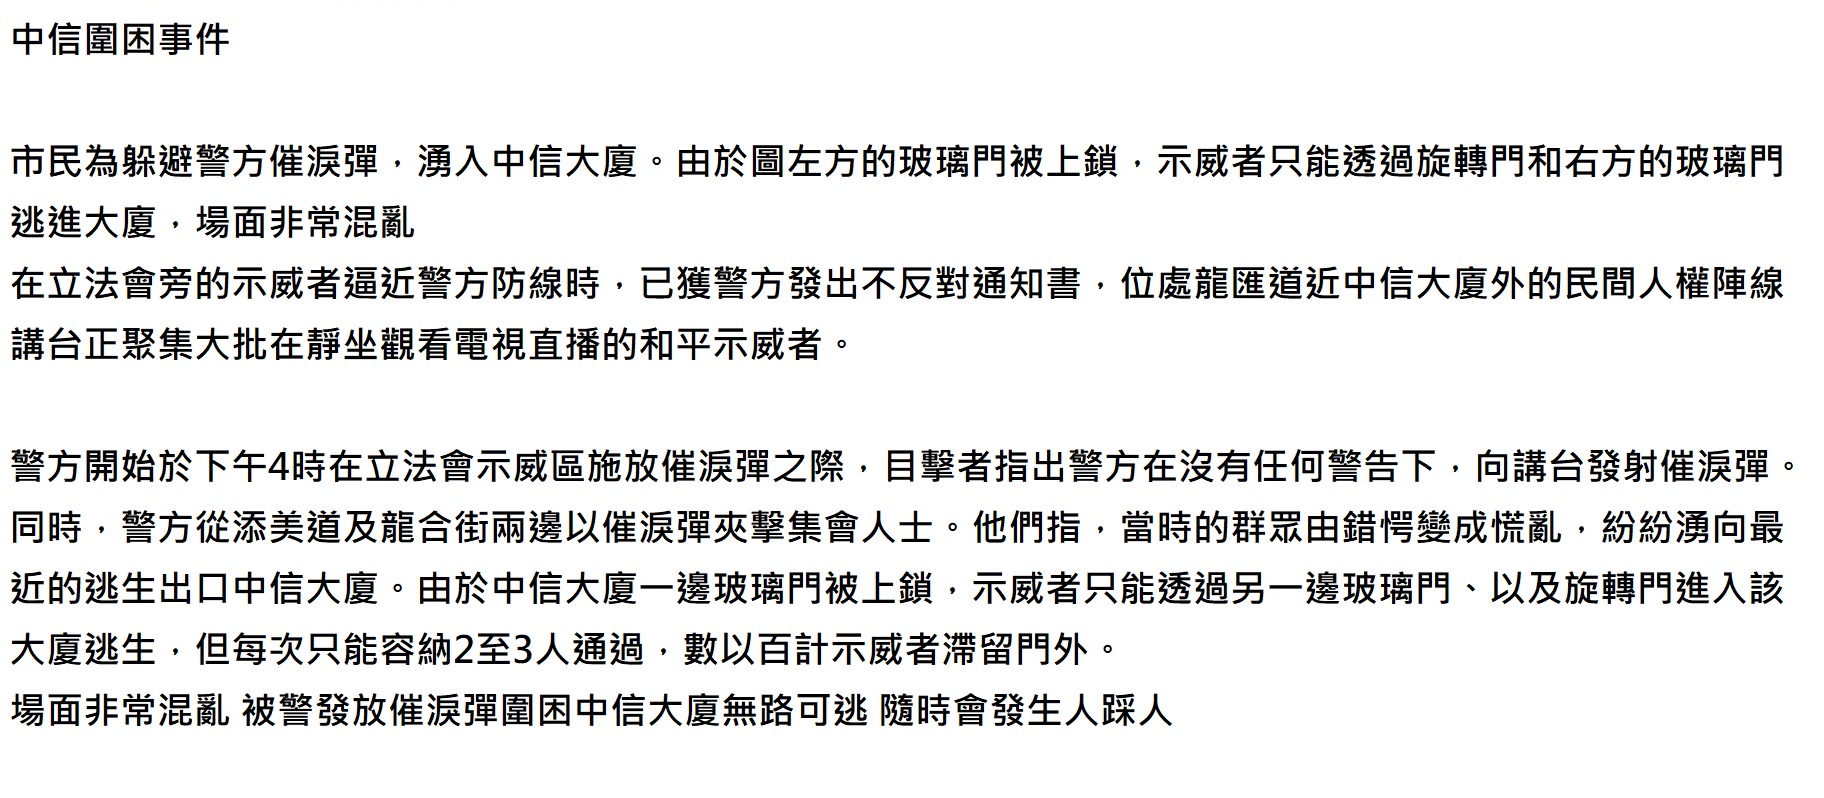 中信圍困事件
市民為躲避警方催淚彈，湧入中信大廈。由於圖左方的玻璃門被上鎖，示威者只能透過旋轉門和右方的玻璃門
逃進大廈，場面非常混亂
在立法會旁的示威者逼近警方防線時，已獲警方發出不反對通知書，位處龍匯道近中信大廈外的民間人權陣線
講台正聚集大批在靜坐觀看電視直播的和平示威者。
警方開始於下午4時在立法會示威區施放催淚彈之際，目擊者指出警方在沒有任何警告下，向講台發射催淚彈。
同時，警方從添美道及龍合街兩邊以催淚彈夾擊集會人士。他們指，當時的群眾由錯愕變成慌亂，紛紛湧向最
近的逃生出口中信大廈。由於中信大廈一邊玻璃門被上鎖，示威者只能透過另一邊玻璃門、以及旋轉門進入該
大廈逃生，但每次只能容納2至3人通過，數以百計示威者滯留門外。
場面非常混亂 被警發放催淚彈圍困中信大廈無路可逃 隨時會發生人踩人